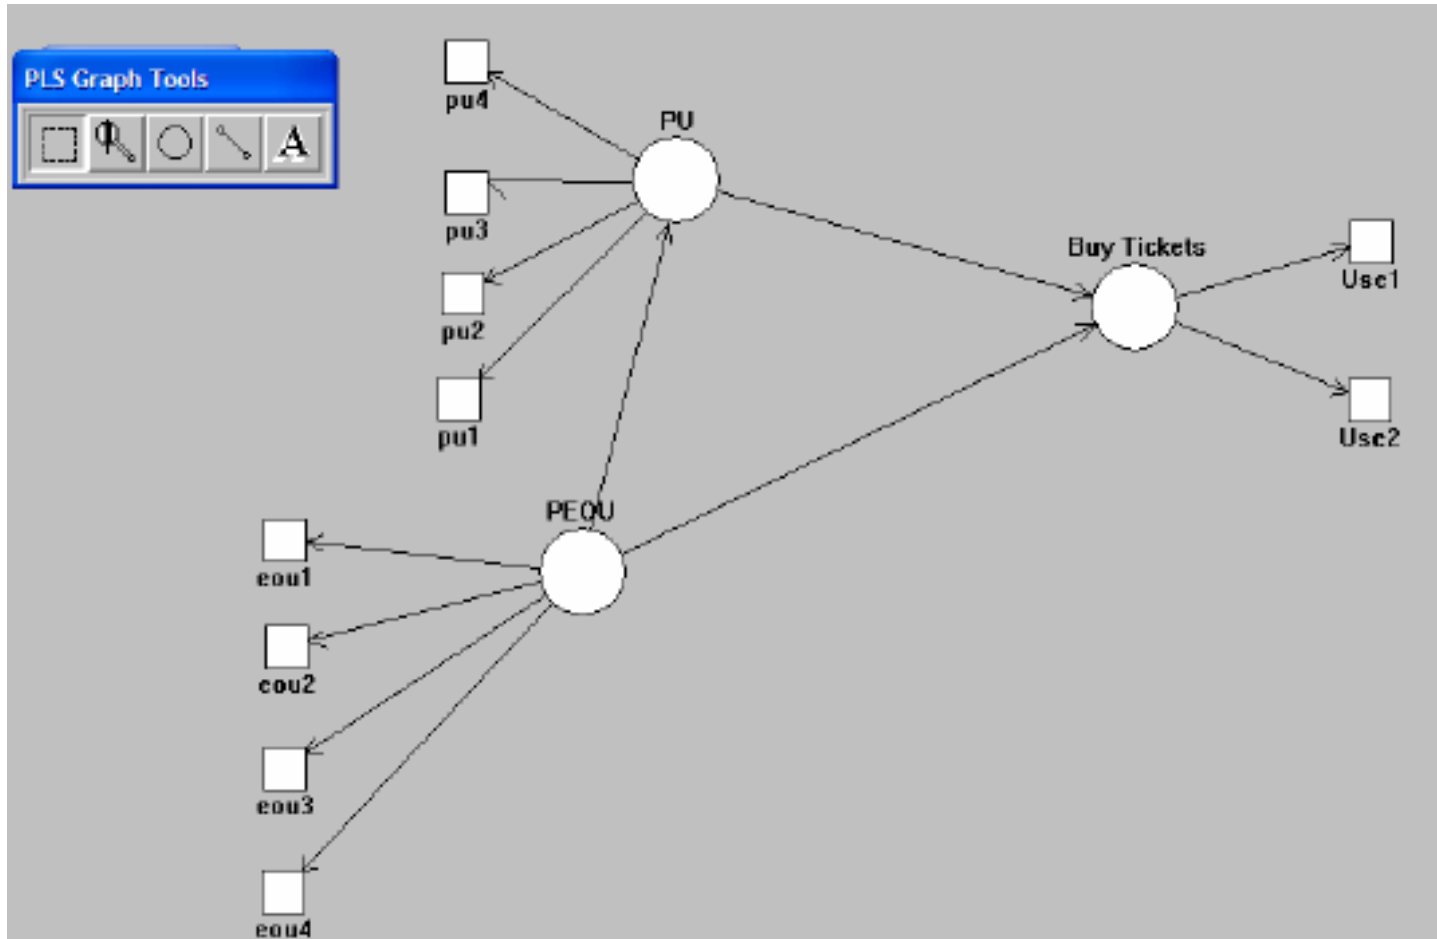 PLS Graph Tools
A
pu4
PU
pu3
Buy Tickets
Use1
pu2
pu1
Use2
PEOU
eou1
eou2
eou3
eou4